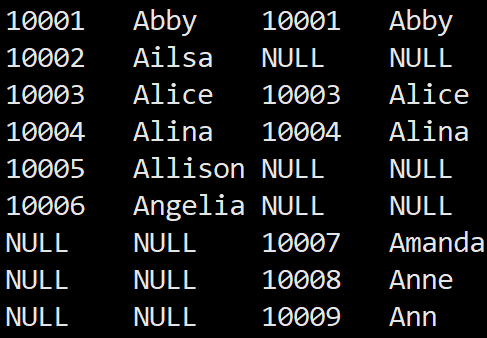 10001 Abby 10001 Abby
10002 Ailsa NULL NULL
10003 Alice 10003 Alice
10004 Alina 10004 Alina
10005 Allison NULL NULL
10006 Angelia NULL NULL
NULL NULL 10007 Amanda
NULL NULL 10008 Anne
NULL NULL 10009 Ann